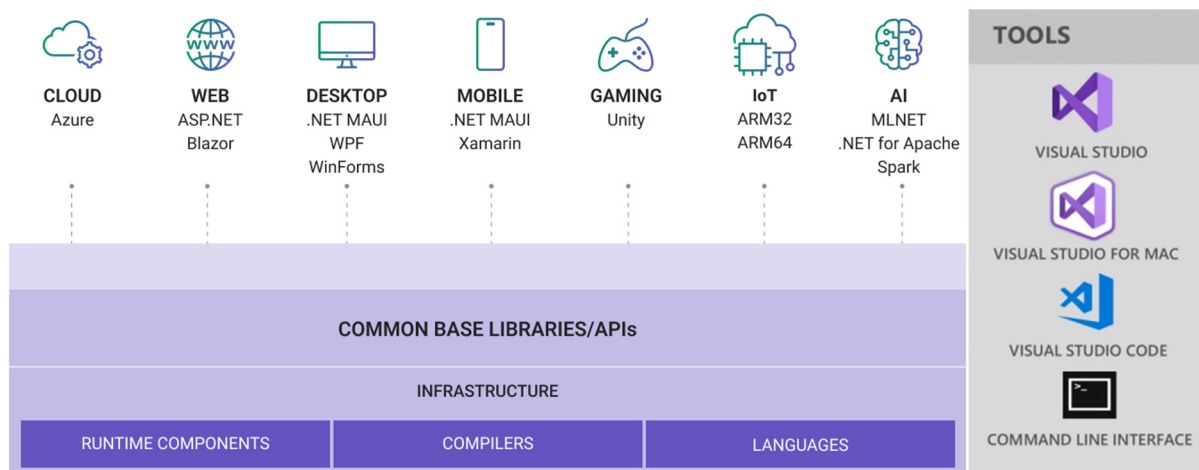 CLOUD
Azure
WWW
WEB
ASP.NET
Blazor
DESKTOP
.NET MAUI
WPF
WinForms
MOBILE
.NET MAUI
Xamarin
GAMING
Unity
IoT
ARM32
ARM64
AI
MLNET
.NET for Apache
Spark
COMMON BASE LIBRARIES/APIs
INFRASTRUCTURE
RUNTIME COMPONENTS
COMPILERS
LANGUAGES
TOOLS
VISUAL STUDIO
VISUAL STUDIO FOR MAC
VISUAL STUDIO CODE
>_
COMMAND LINE INTERFACE